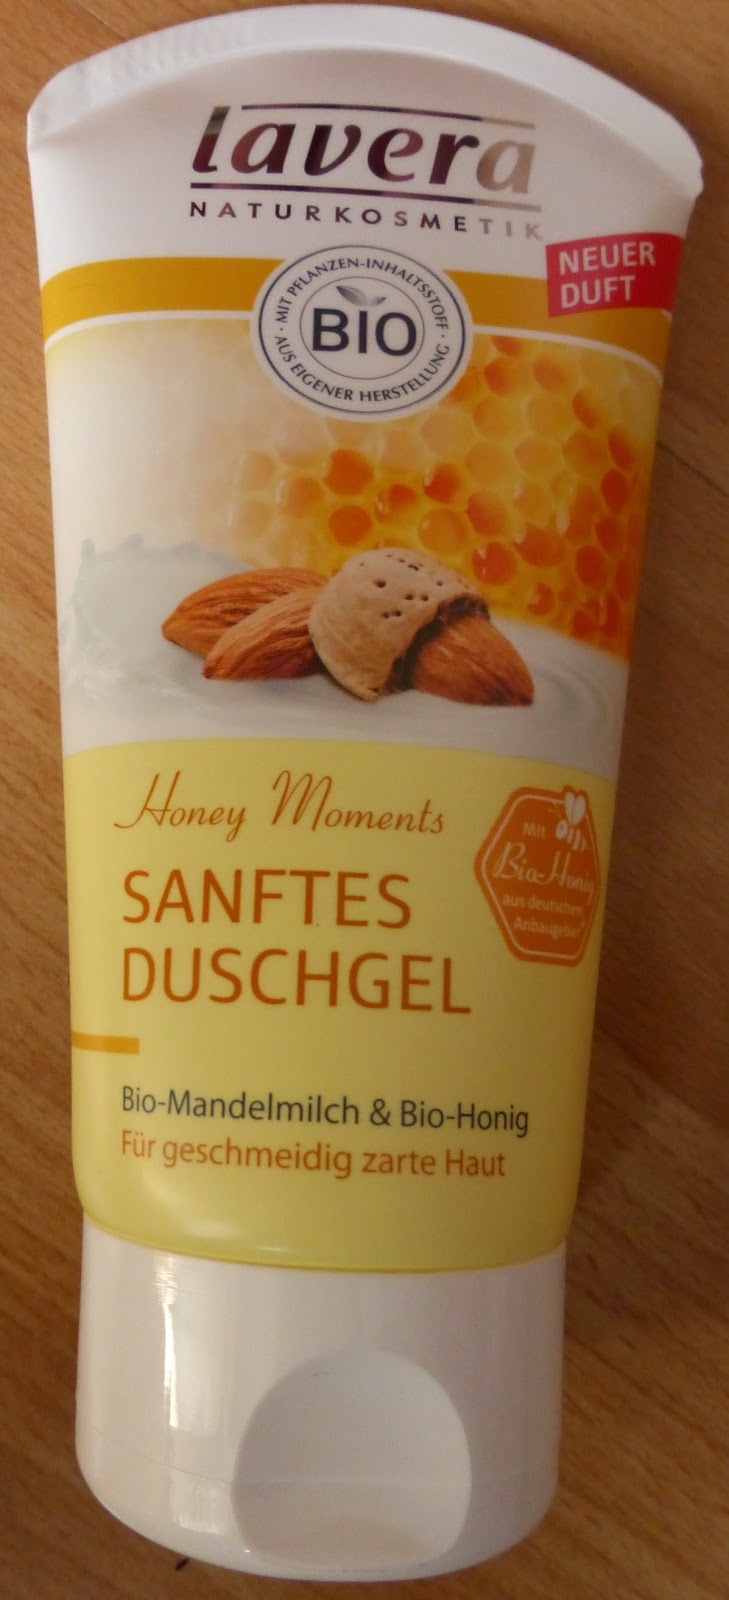 lavera
NATURKOSMETIK
NEUER
DUFT
· MIT PFLANZEN-INHALTSSTOFF ·
BIO
AUS EIGENER HERSTELLUNG
Honey Moments
SANFTES
DUSCHGEL
Mit
Bio-Honig
aus deutschem
Anbaugebiet
Bio-Mandelmilch & Bio-Honig
Für geschmeidig zarte Haut